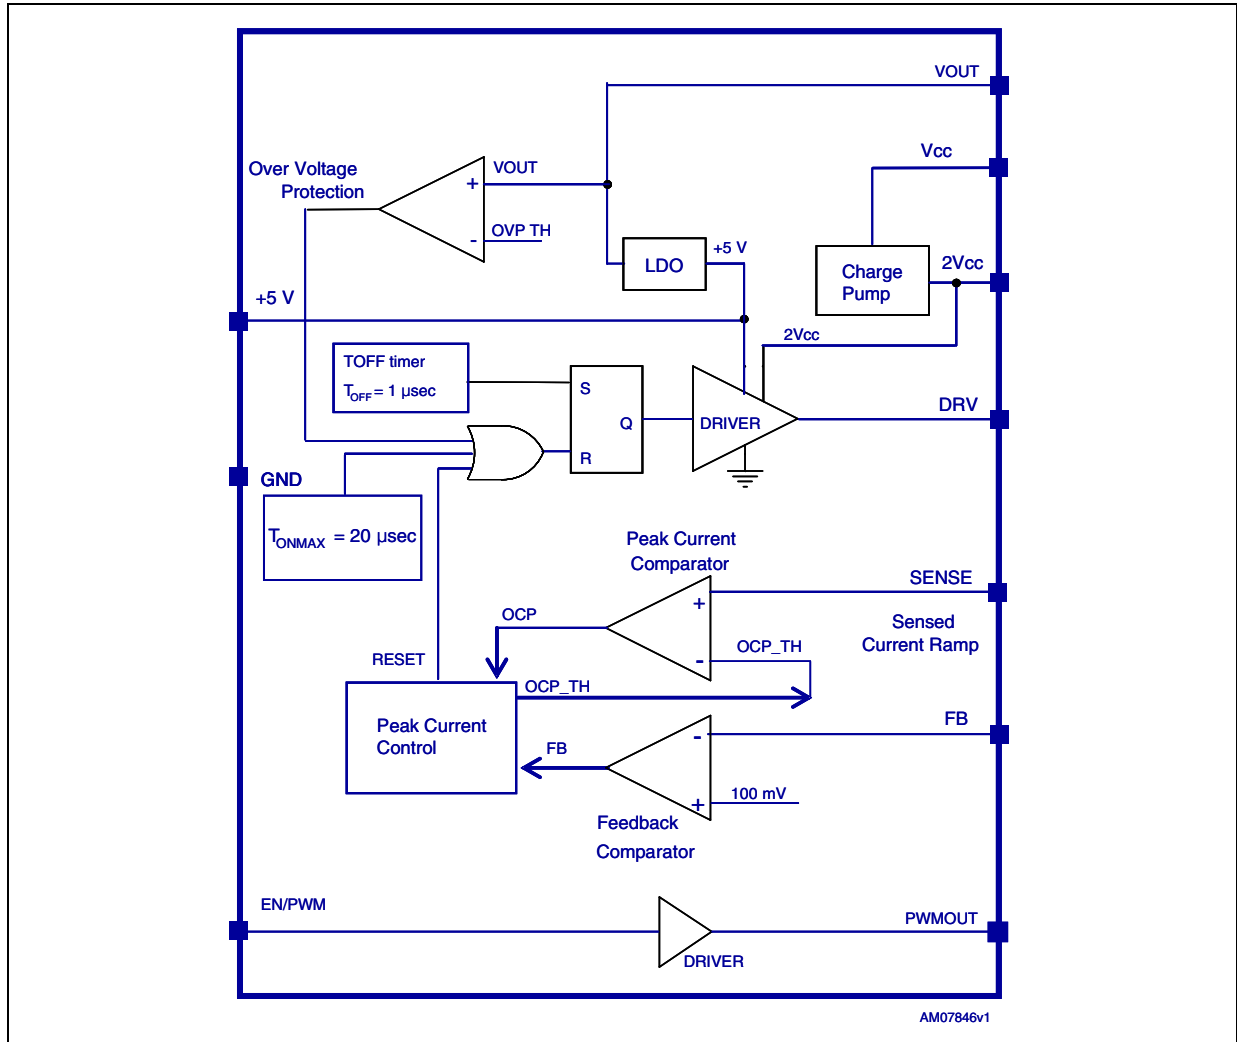 VOUT
Vcc
Over Voltage
Protection
+
VOUT
-
OVP TH
LDO
+5 V
Charge
Pump
2Vcc
+5 V
2Vcc
TOFF timer
TOFF = 1 µsec
S
Q
R
DRIVER
DRV
GND
TONMAX = 20 µsec
Peak Current
Comparator
SENSE
+
OCP
Sensed
Current Ramp
OCP_TH
-
RESET
OCP_TH
Peak Current
Control
FB
-
FB
100 mV
+
Feedback
Comparator
EN/PWM
PWMOUT
DRIVER
AM07846v1